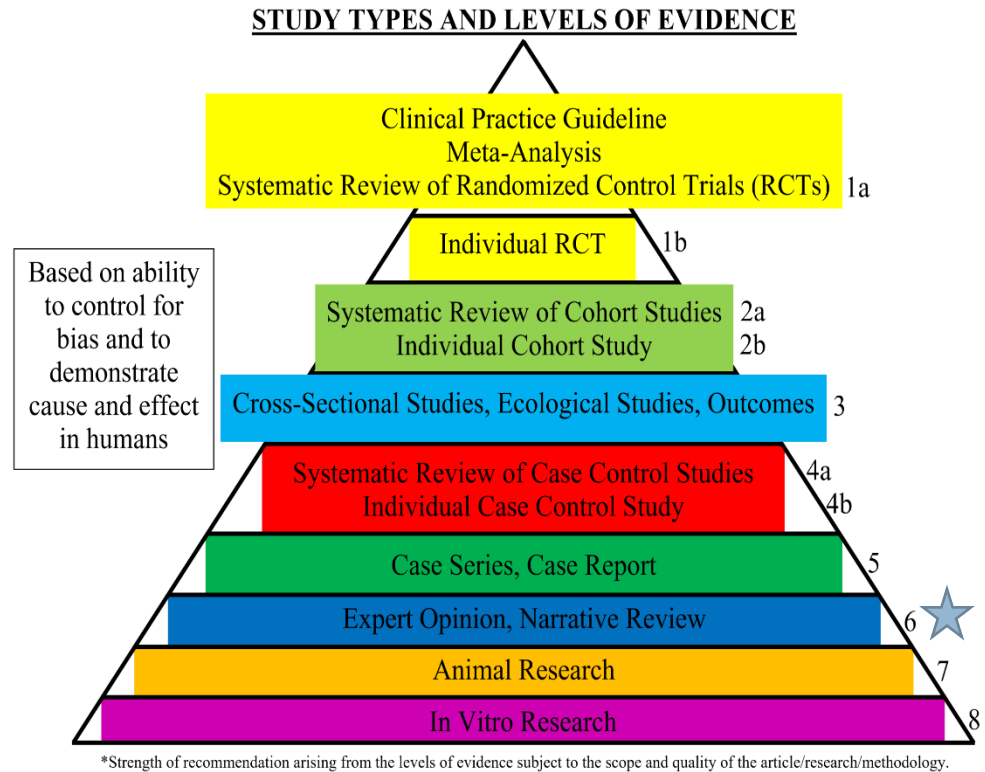 STUDY TYPES AND LEVELS OF EVIDENCE
Clinical Practice Guideline
Meta-Analysis
Systematic Review of Randomized Control Trials (RCTs)
1a
Individual RCT
1b
Based on ability
to control for
bias and to
demonstrate
cause and effect
in humans
Systematic Review of Cohort Studies
2a
Individual Cohort Study
2b
Cross-Sectional Studies, Ecological Studies, Outcomes
3
Systematic Review of Case Control Studies
4a
Individual Case Control Study
4b
Case Series, Case Report
5
Expert Opinion, Narrative Review
6
Animal Research
7
In Vitro Research
8
*Strength of recommendation arising from the levels of evidence subject to the scope and quality of the article/research/methodology.